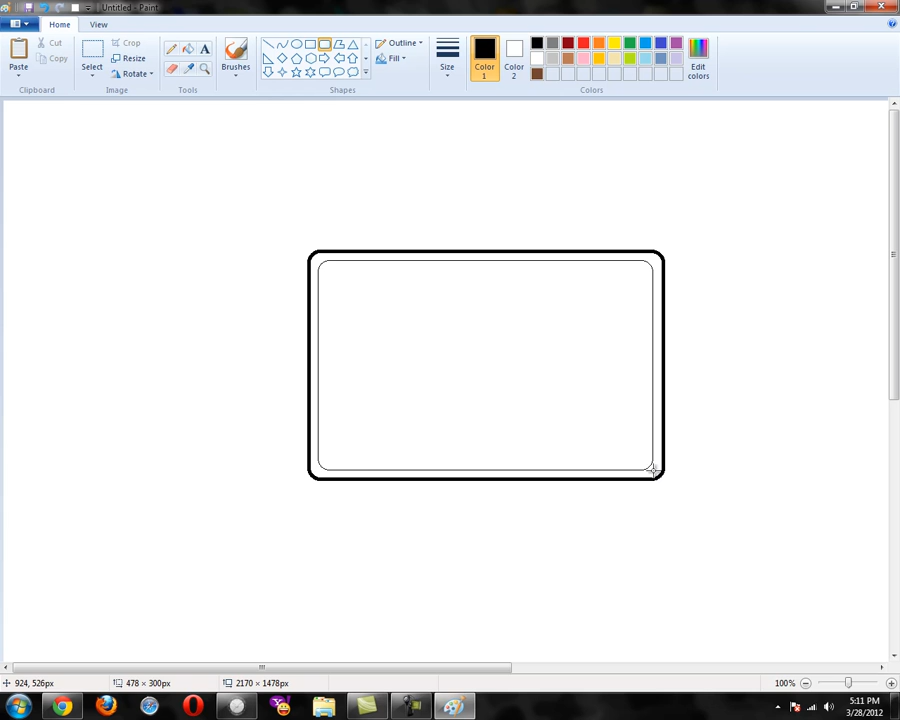 Untitled - Paint
Home
View
Paste
Cut
Copy
Clipboard
Select
Crop
Resize
Rotate
Image
A
Tools
Brushes
Outline
Fill
Shapes
Size
Color 1
Color 2
Edit colors
Colors
924, 526px
478 × 300px
2170 × 1478px
100%
5:11 PM
3/28/2012